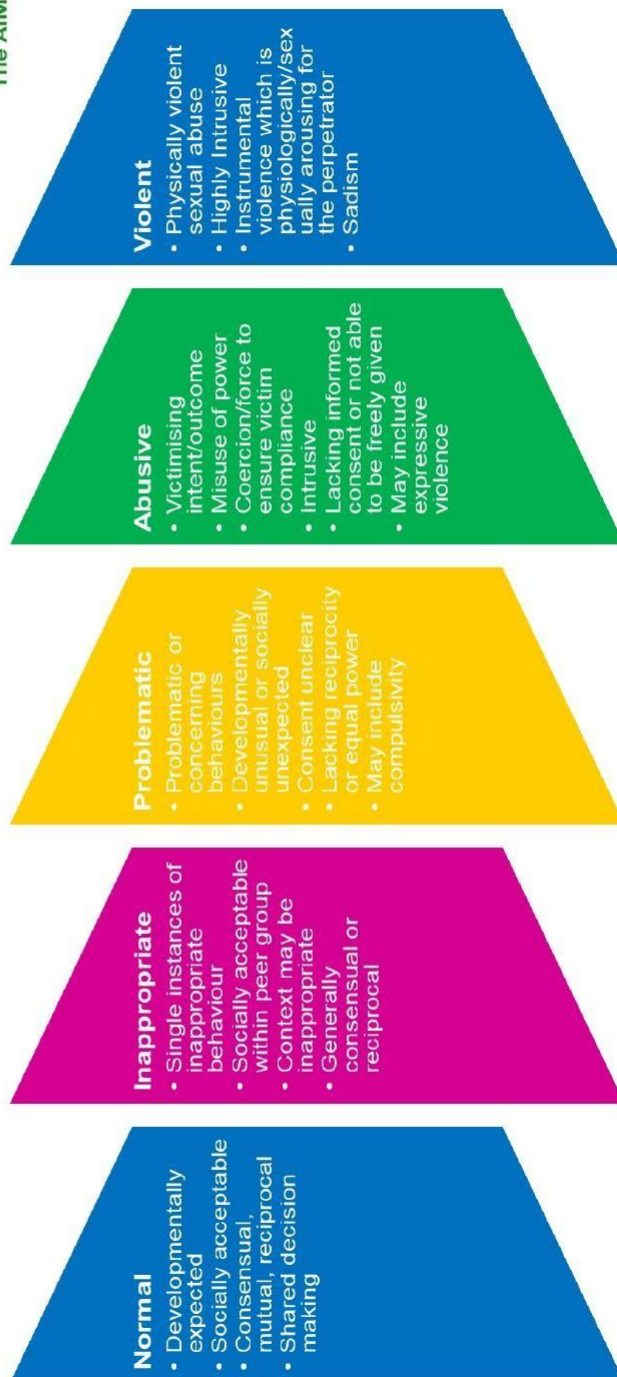 Normal
• Developmentally
expected
• Socially acceptable
• Consensual,
mutual, reciprocal
• Shared decision
making
Inappropriate
• Single instances of
inappropriate
behaviour
• Socially acceptable
within peer group
• Context may be
inappropriate
• Generally
consensual or
reciprocal
Problematic
• Problematic or
concerning
behaviours
• Developmentally
unusual or socially
unexpected
• Consent unclear
• Lacking reciprocity
or equal power
• May include
compulsivity
Abusive
• Victimising
intent/outcome
• Misuse of power
• Coercion/force to
ensure victim
compliance
• Intrusive
• Lacking informed
consent or not able
to be freely given
• May include
expressive
violence
Violent
• Physically violent
sexual abuse
• Highly Intrusive
• Instrumental
violence which is
physiologically/sex
ually arousing for
the perpetrator
• Sadism